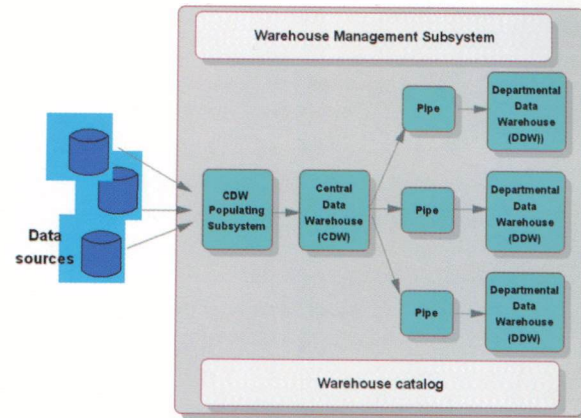 Warehouse Management Subsystem
Pipe
Departmental
Data
Warehouse
(DDW))
Data
sources
CDW
Populating
Subsystem
Central
Data
Warehouse
(CDW)
Pipe
Departmental
Data
Warehouse
(DDW)
Pipe
Departmental
Data
Warehouse
(DDW)
Warehouse catalog